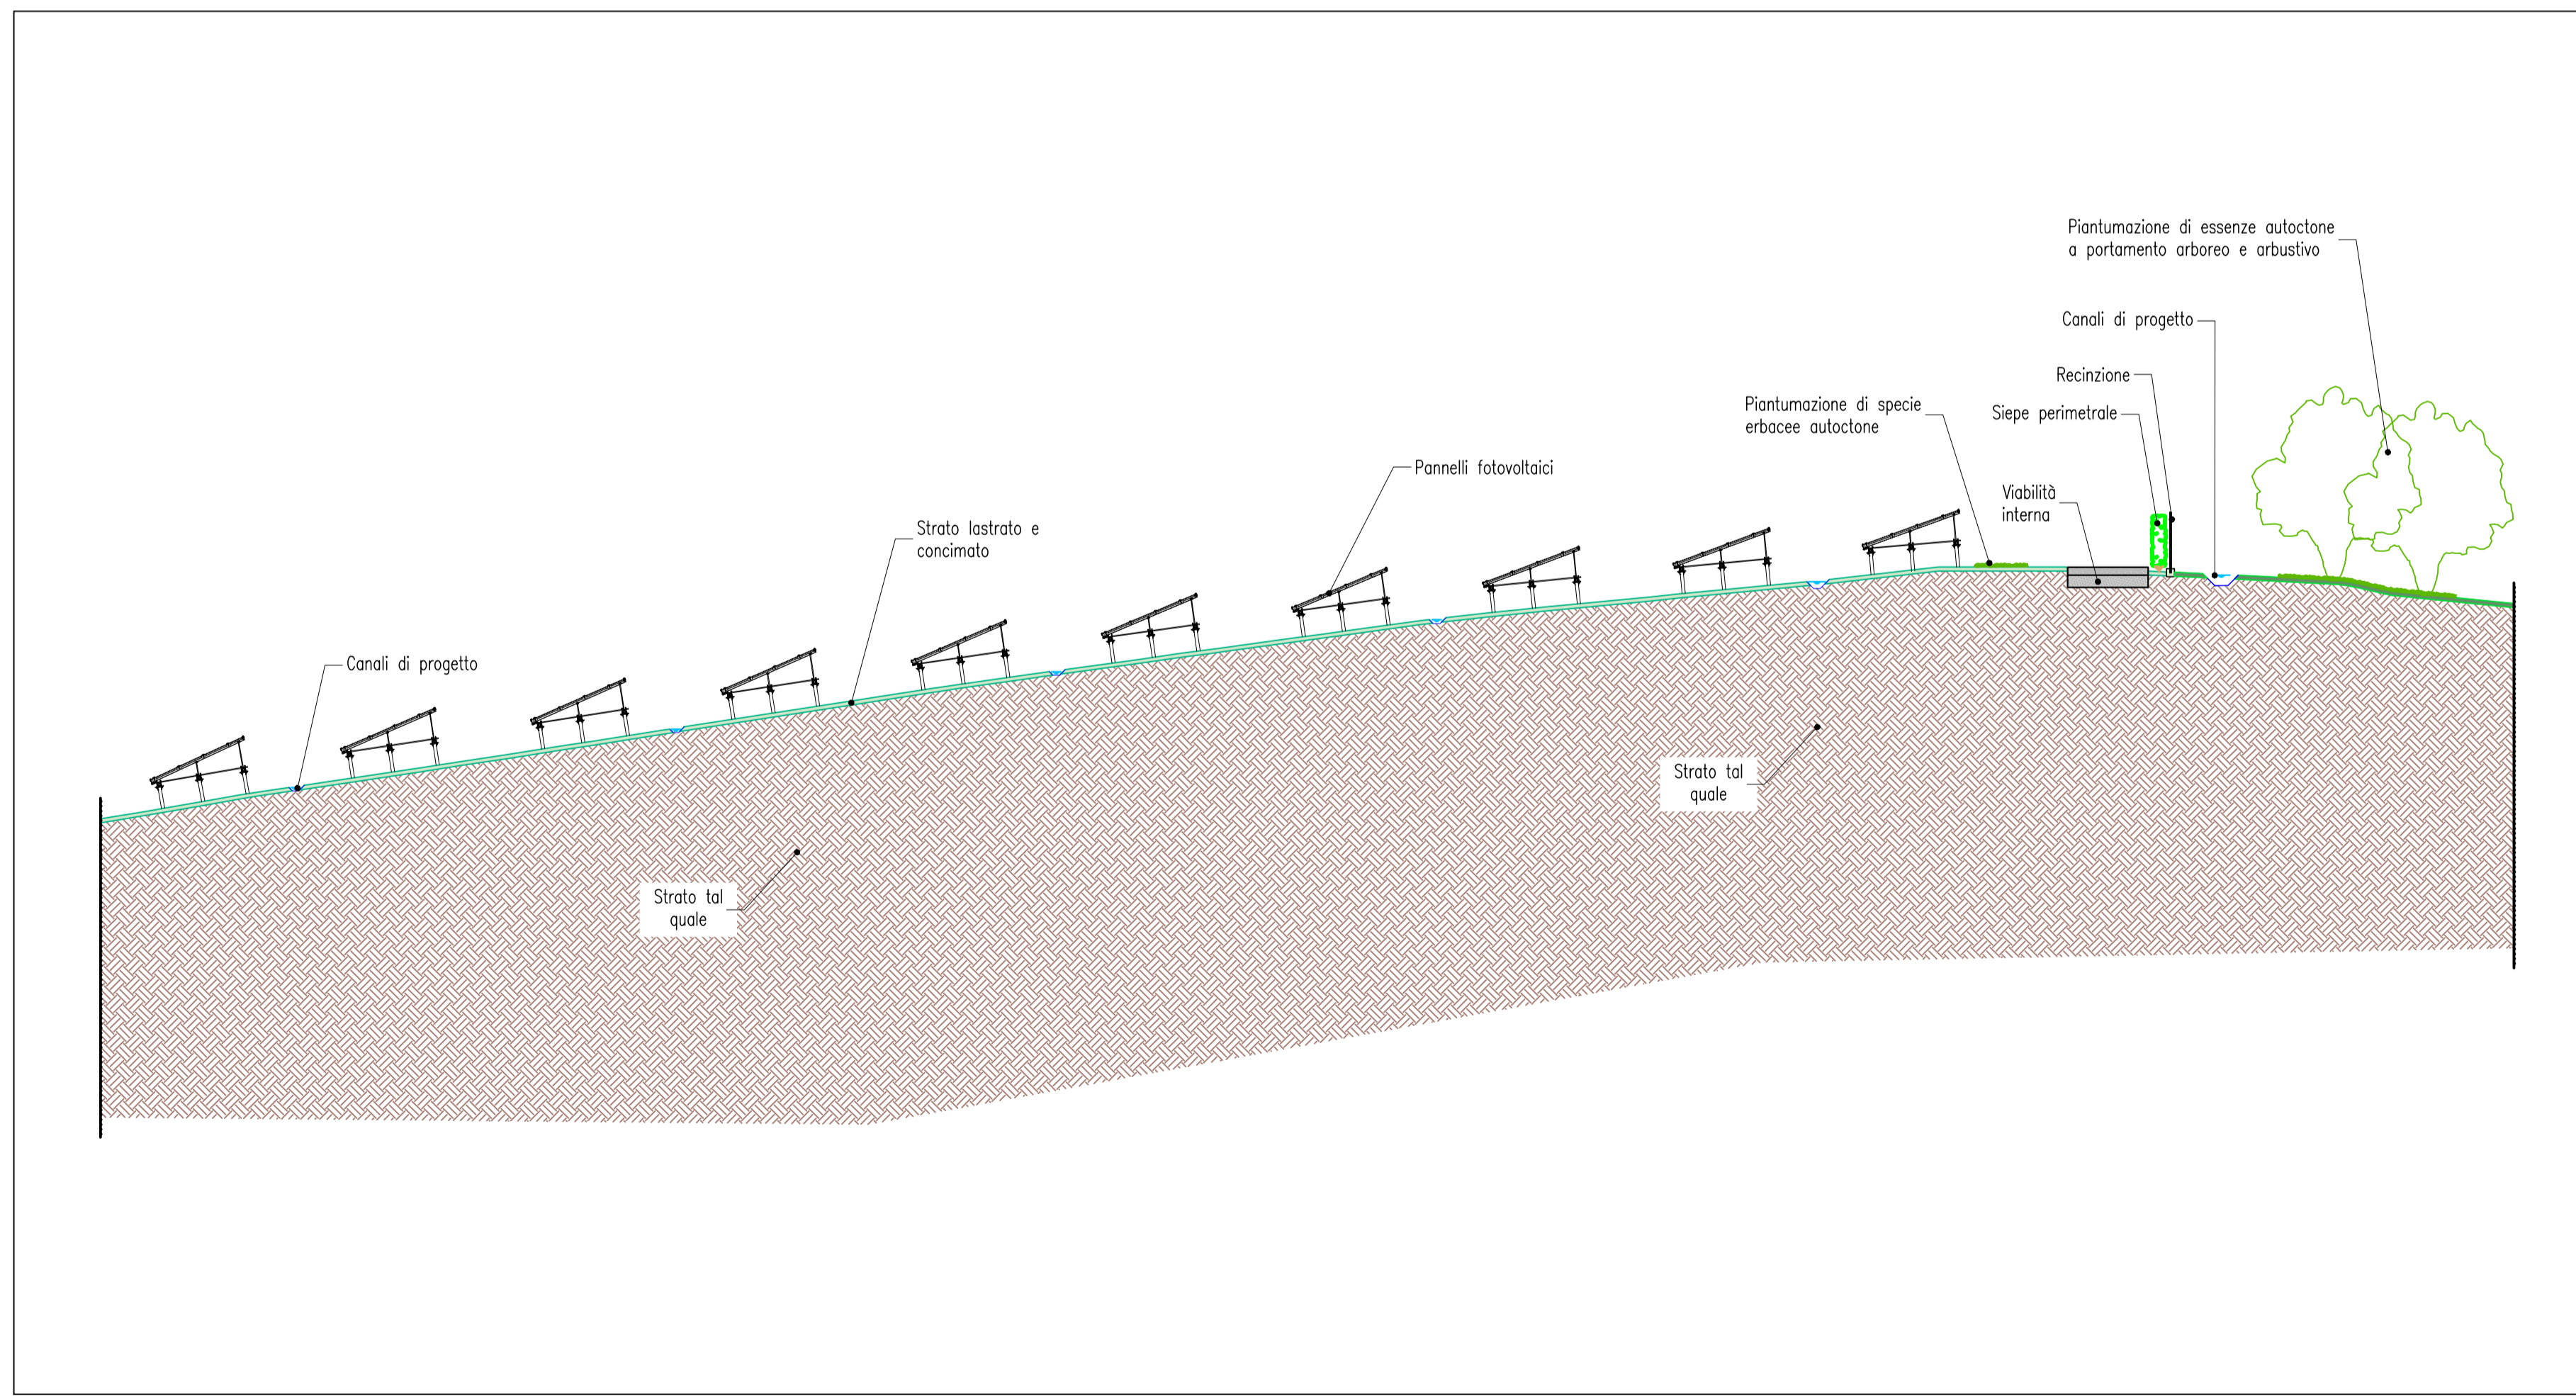 Piantumazione di essenze autoctone
a portamento arboreo e arbustivo
Canali di progetto
Recinzione
Piantumazione di specie
erbacee autoctone
Siepe perimetrale
Pannelli fotovoltaici
Viabilità
interna
Strato lastrato e
concimato
Canali di progetto
Strato tal
quale
Strato tal
quale